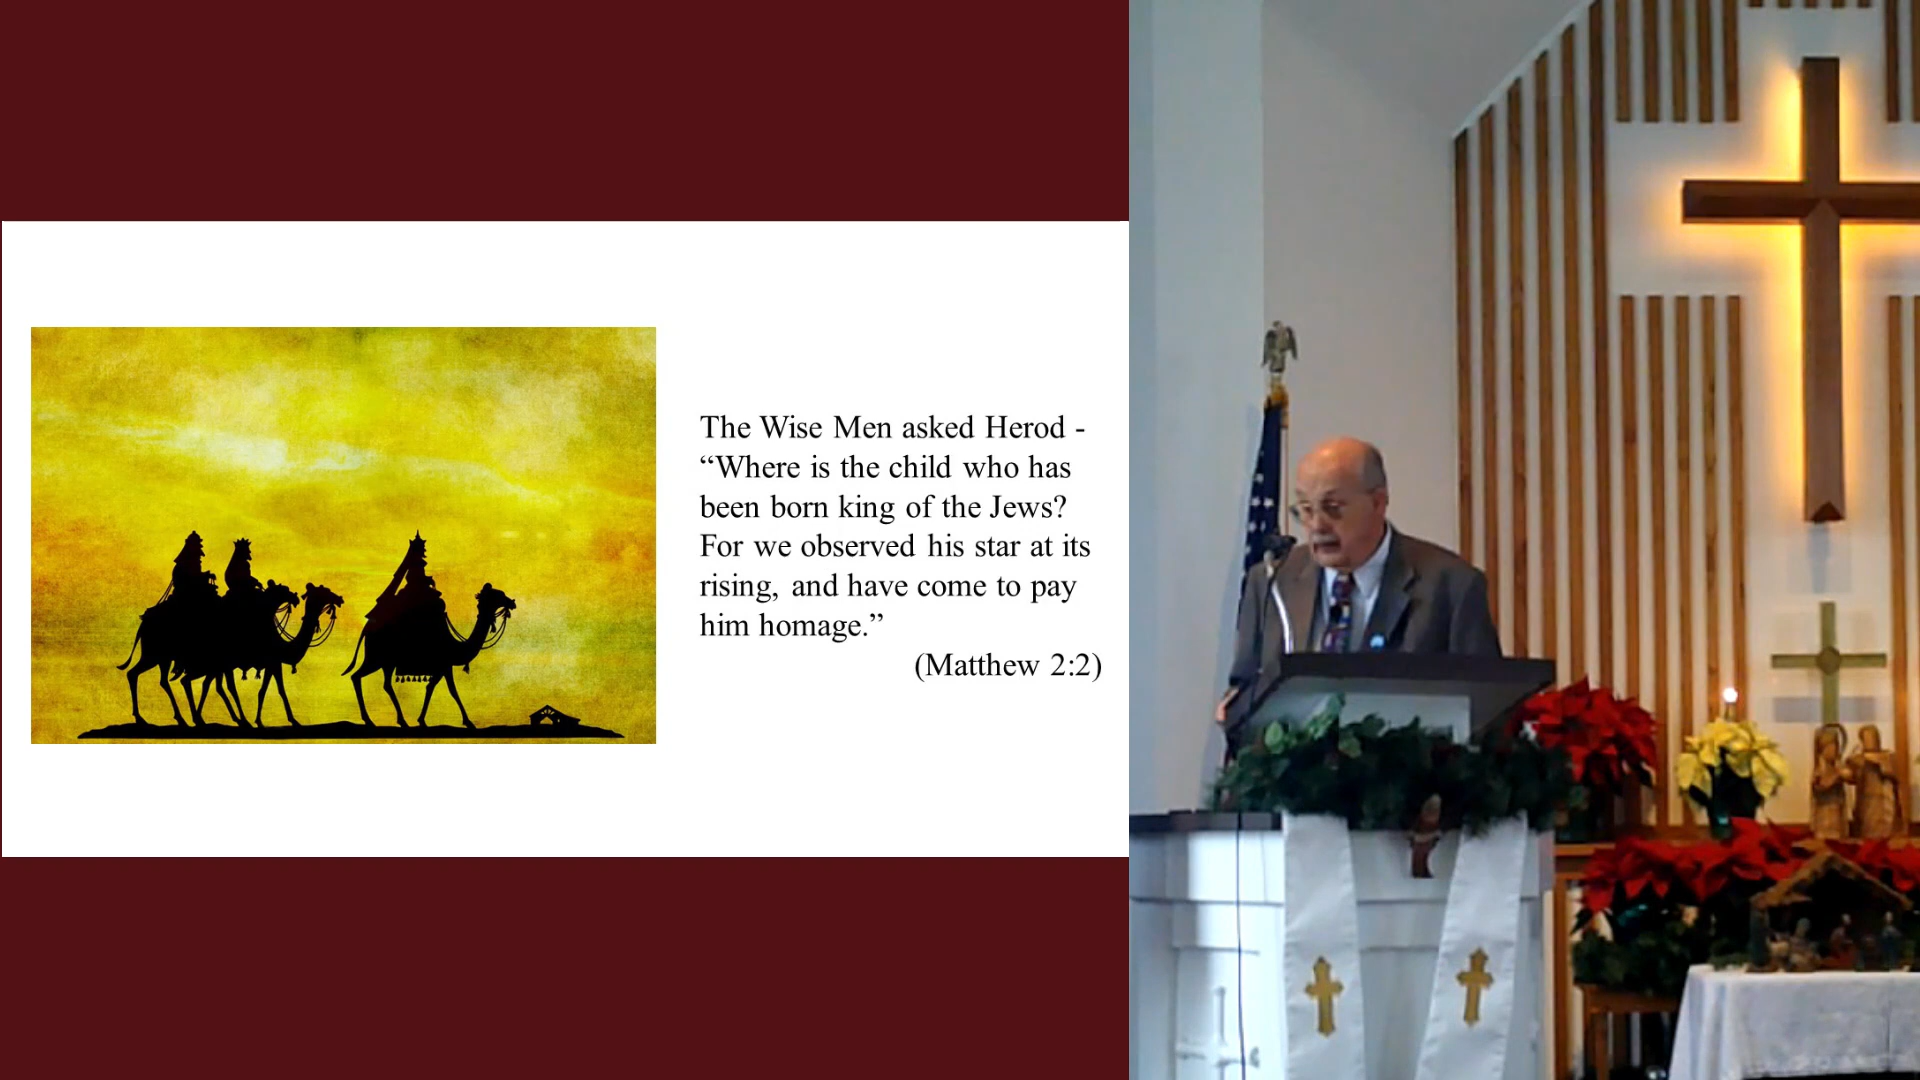 The Wise Men asked Herod -
“Where is the child who has
been born king of the Jews?
For we observed his star at its
rising, and have come to pay
him homage.”
(Matthew 2:2)